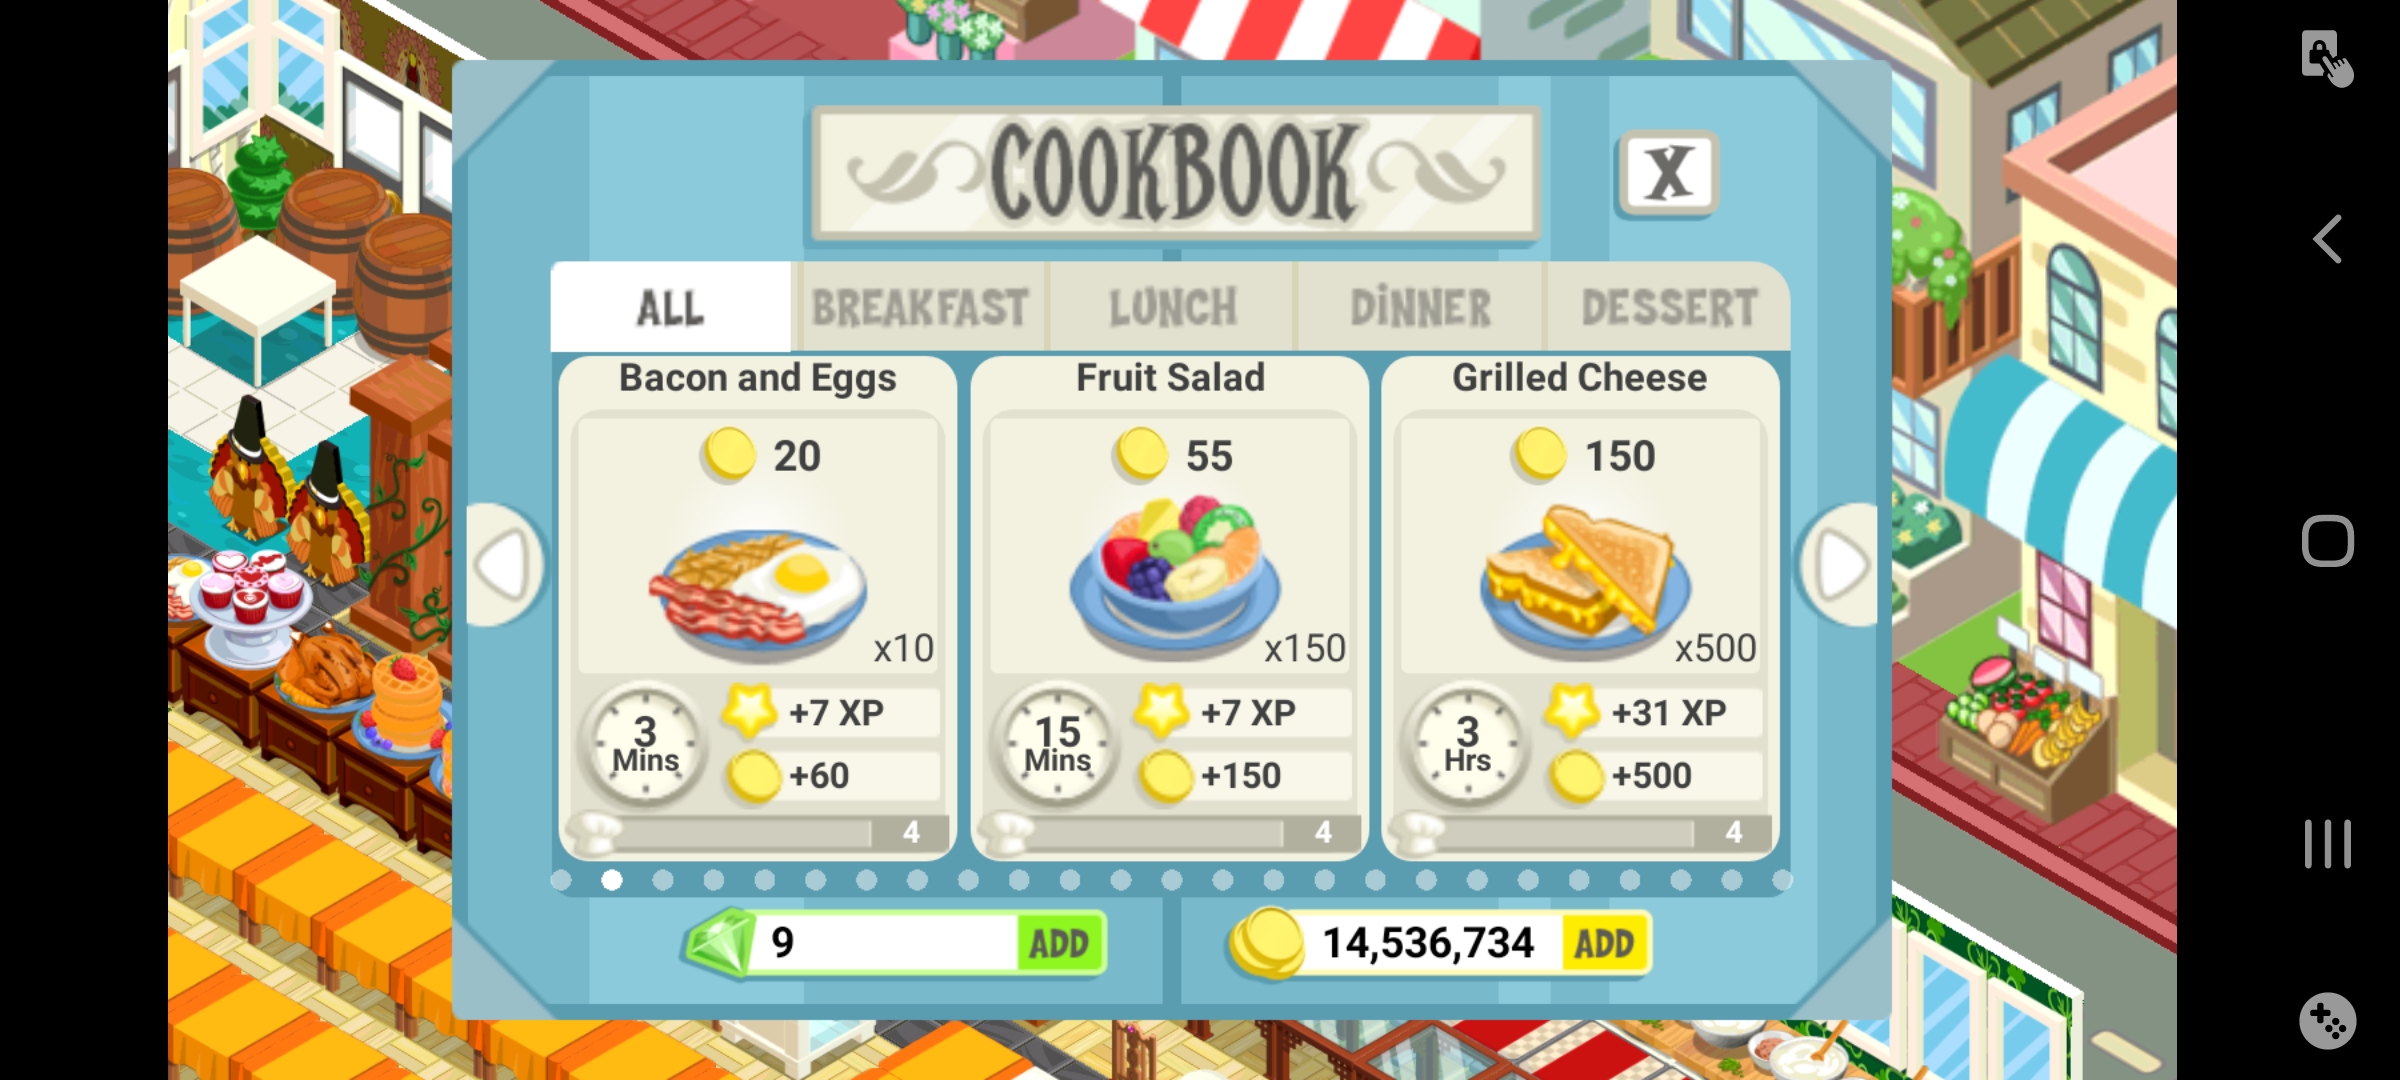 COOKBOOK
X
ALL BREAKFAST LUNCH DINNER DESSERT
Bacon and Eggs
20
x10
3
Mins
+7 XP
+60
4
Fruit Salad
55
x150
15
Mins
+7 XP
+150
4
Grilled Cheese
150
x500
3
Hrs
+31 XP
+500
4
9 ADD
14,536,734 ADD